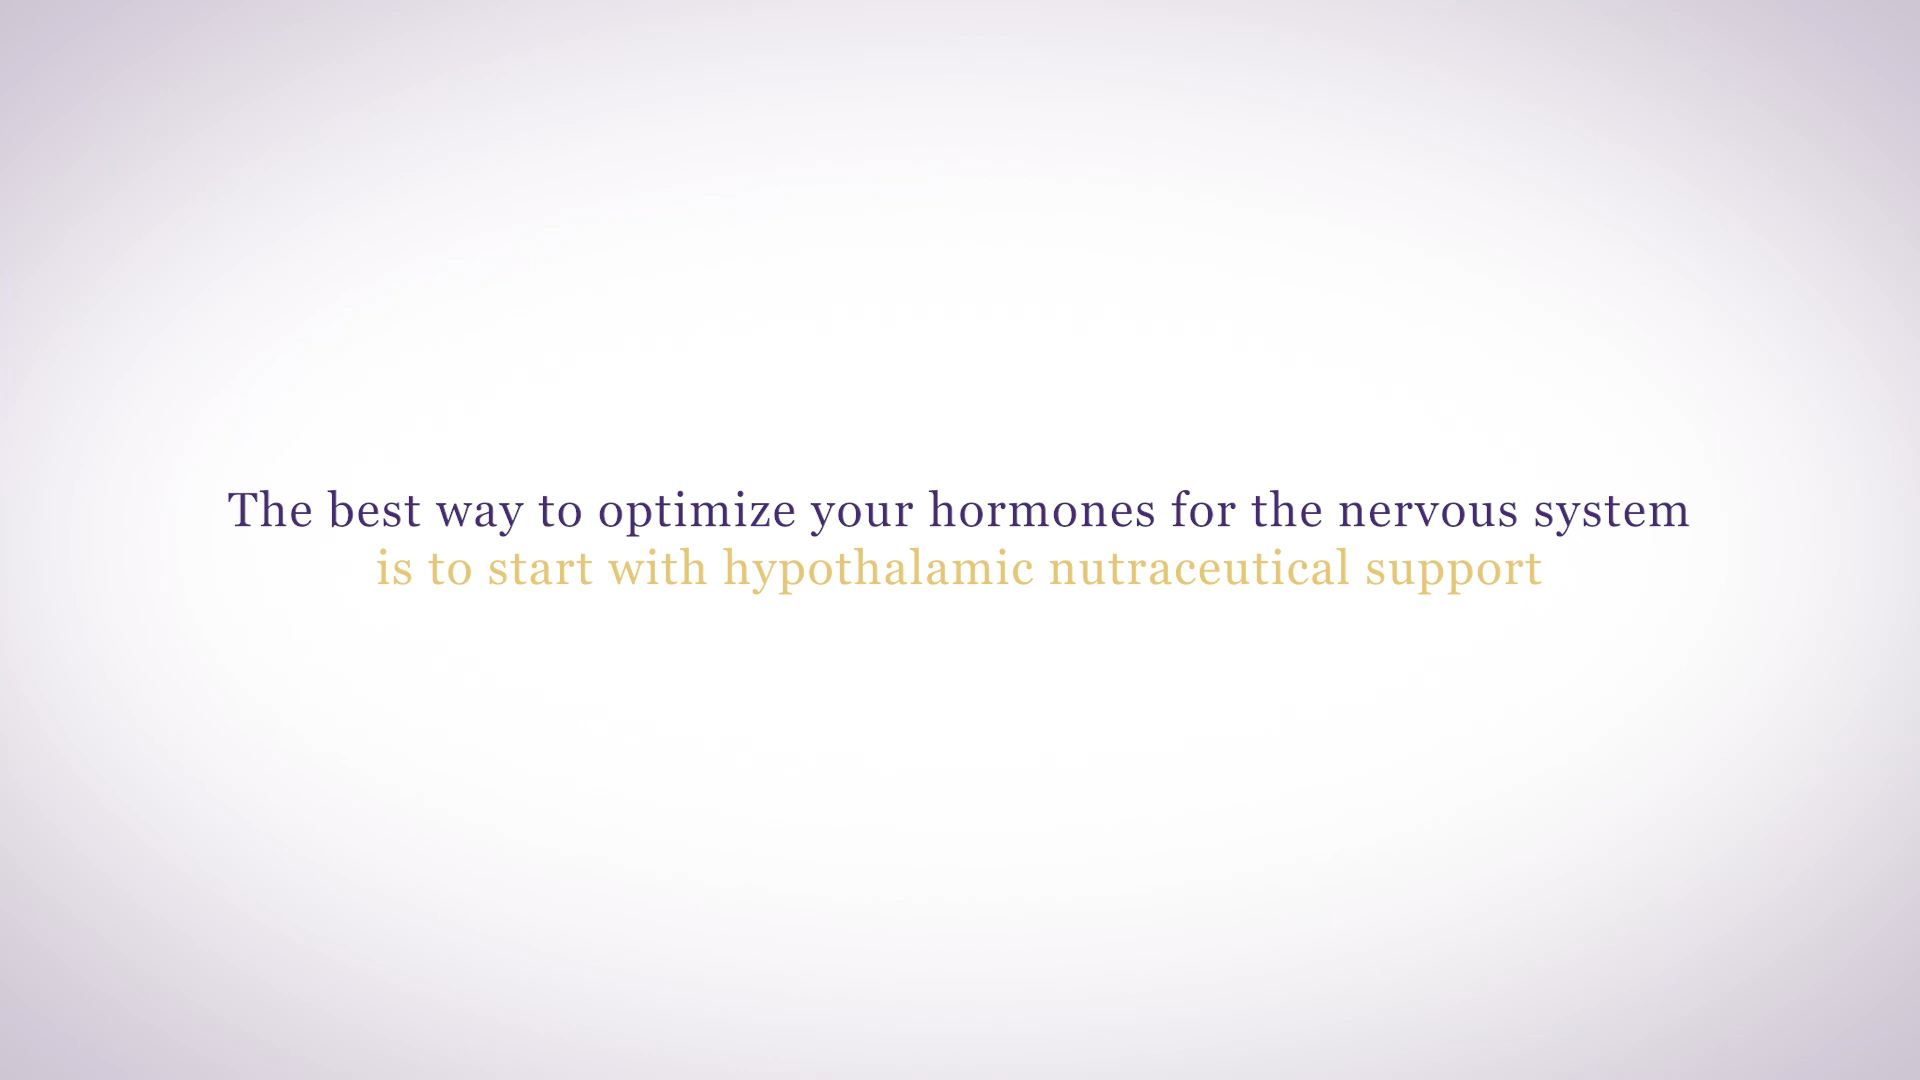 The best way to optimize your hormones for the nervous system
is to start with hypothalamic nutraceutical support